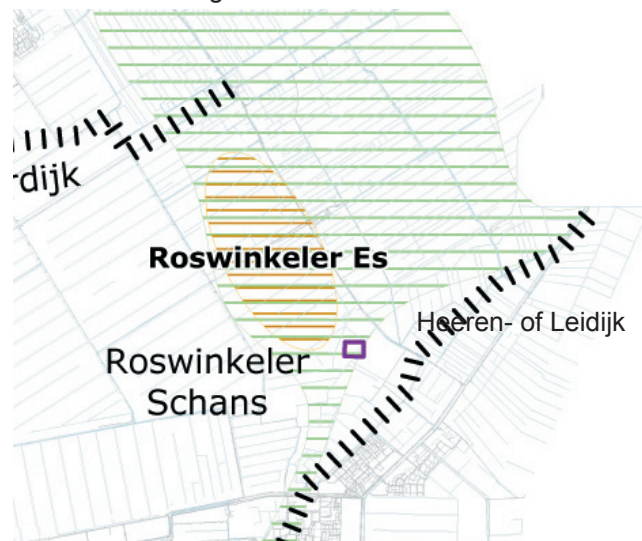 rdijk
Roswinkeler Es
Heeren- of Leidijk
Roswinkeler
Schans